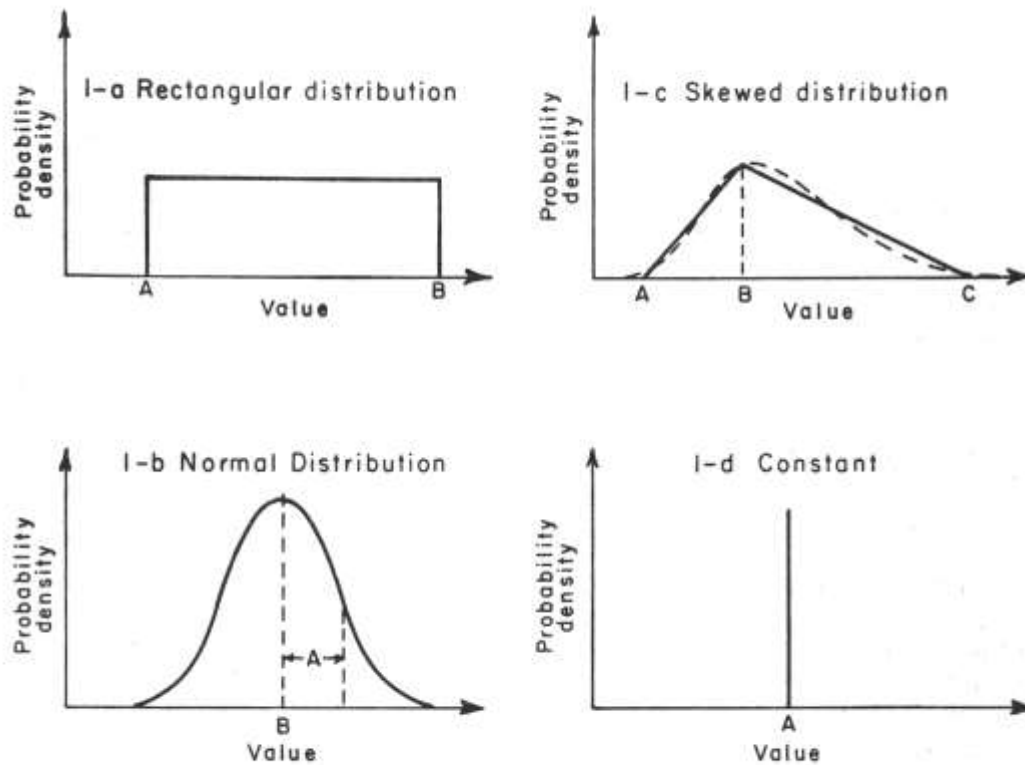 I-a Rectangular distribution
Probability
density
A
B
Value
I-c Skewed distribution
Probability
density
A
B
C
Value
I-b Normal Distribution
Probability
density
A
B
Value
I-d Constant
Probability
density
A
Value